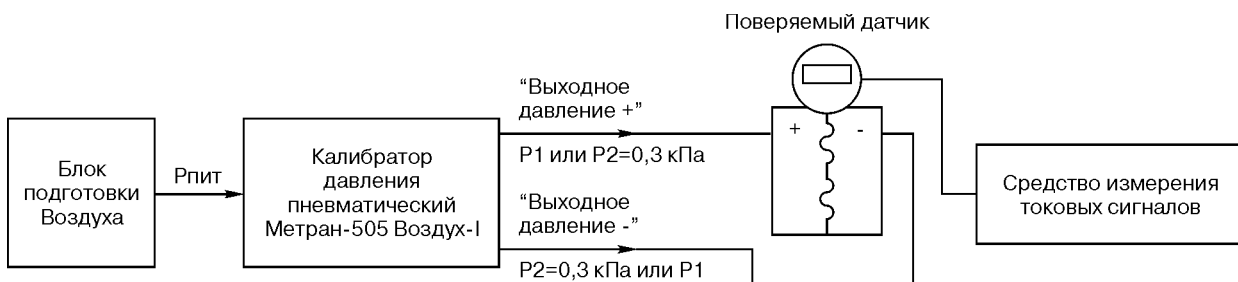 Поверяемый датчик
“Выходное
давление +”
+ -
Блок
подготовки
Воздуха
Рпит
Калибратор
давления
пневматический
Метран-505 Воздух-I
Р1 или Р2=0,3 кПа
“Выходное
давление -”
Р2=0,3 кПа или Р1
Средство измерения
токовых сигналов